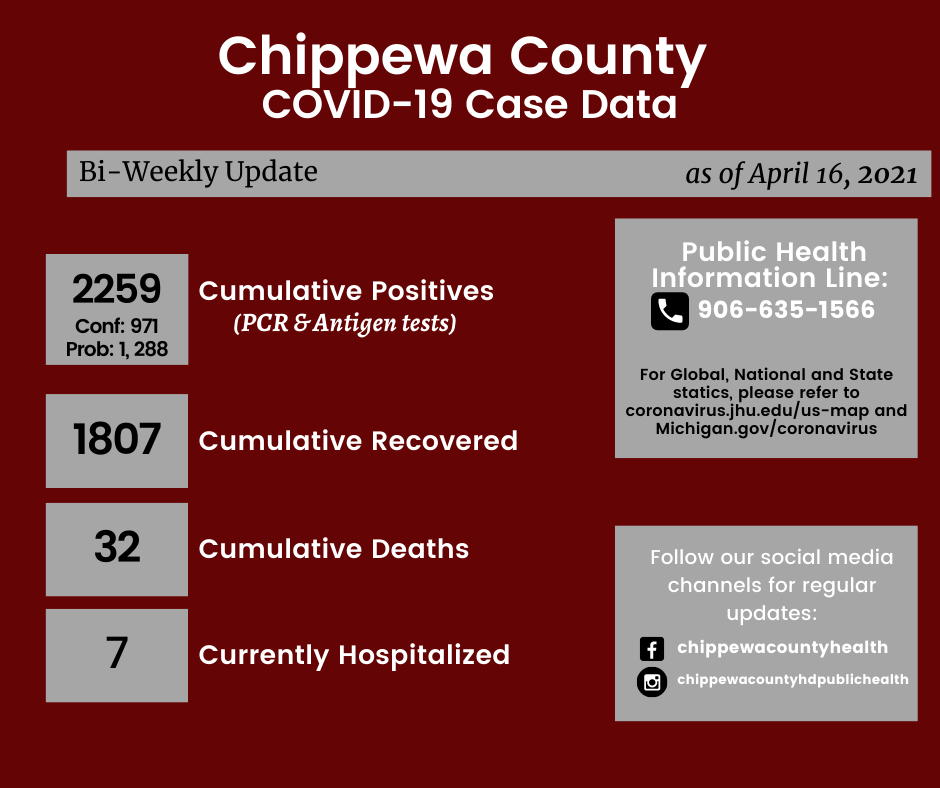 Chippewa County
COVID-19 Case Data
Bi-Weekly Update
as of April 16, 2021
2259
Conf: 971
Prob: 1, 288
Cumulative Positives
(PCR & Antigen tests)
1807
Cumulative Recovered
32
Cumulative Deaths
7
Currently Hospitalized
Public Health
Information Line:
906-635-1566
For Global, National and State
statics, please refer to
coronavirus.jhu.edu/us-map and
Michigan.gov/coronavirus
Follow our social media
channels for regular
updates:
chippewacountyhealth
chippewacountyhdpublichealth